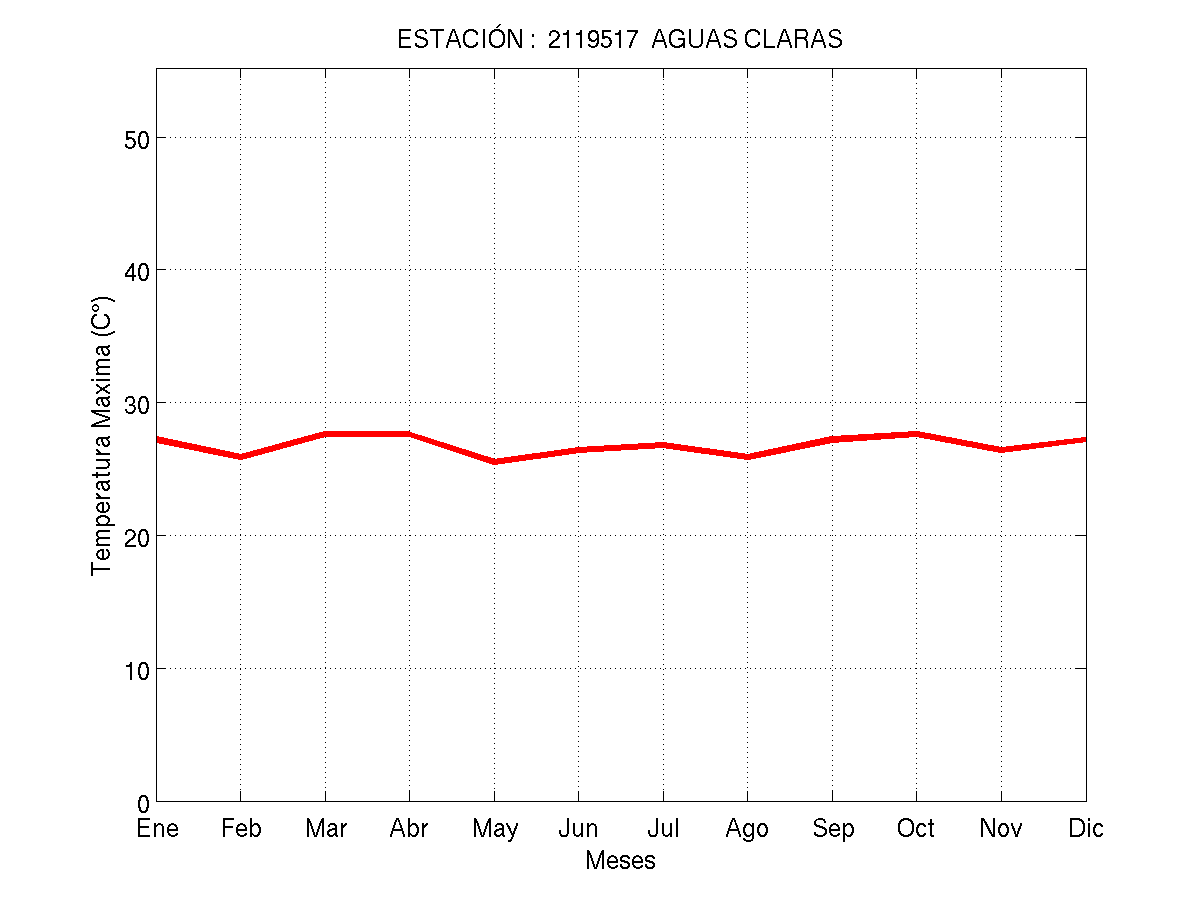 ESTACIÓN :  2119517  AGUAS CLARAS
50
40
30
20
10
0
Temperatura Maxima (C°)
Ene Feb Mar Abr May Jun Jul Ago Sep Oct Nov Dic
Meses